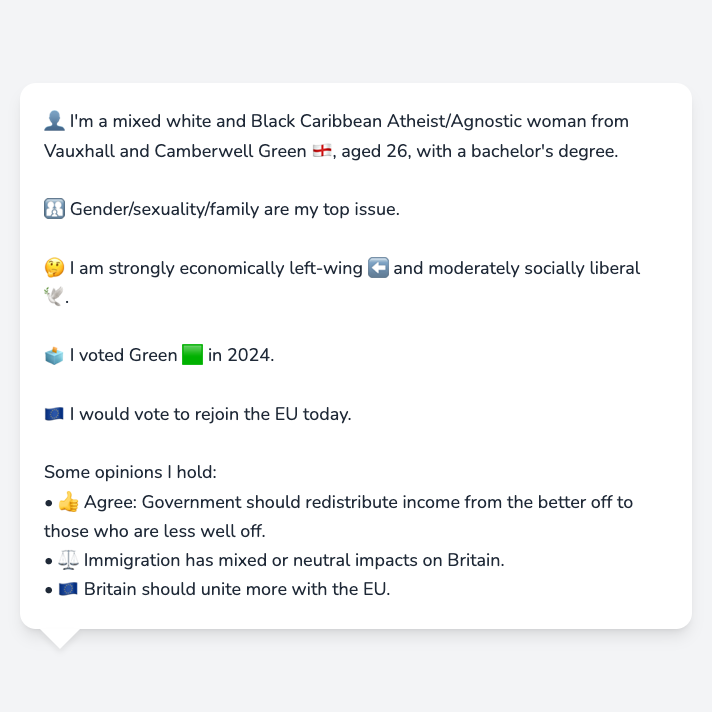 👤 I'm a mixed white and Black Caribbean Atheist/Agnostic woman from
Vauxhall and Camberwell Green 🏴󠁧󠁢󠁥󠁮󠁧󠁿, aged 26, with a bachelor's degree.
🚻 Gender/sexuality/family are my top issue.
🤔 I am strongly economically left-wing ⬅️ and moderately socially liberal
🕊️.
🗳️ I voted Green 🟩 in 2024.
🇪🇺 I would vote to rejoin the EU today.
Some opinions I hold:
• 👍 Agree: Government should redistribute income from the better off to
those who are less well off.
• ⚖️ Immigration has mixed or neutral impacts on Britain.
• 🇪🇺 Britain should unite more with the EU.